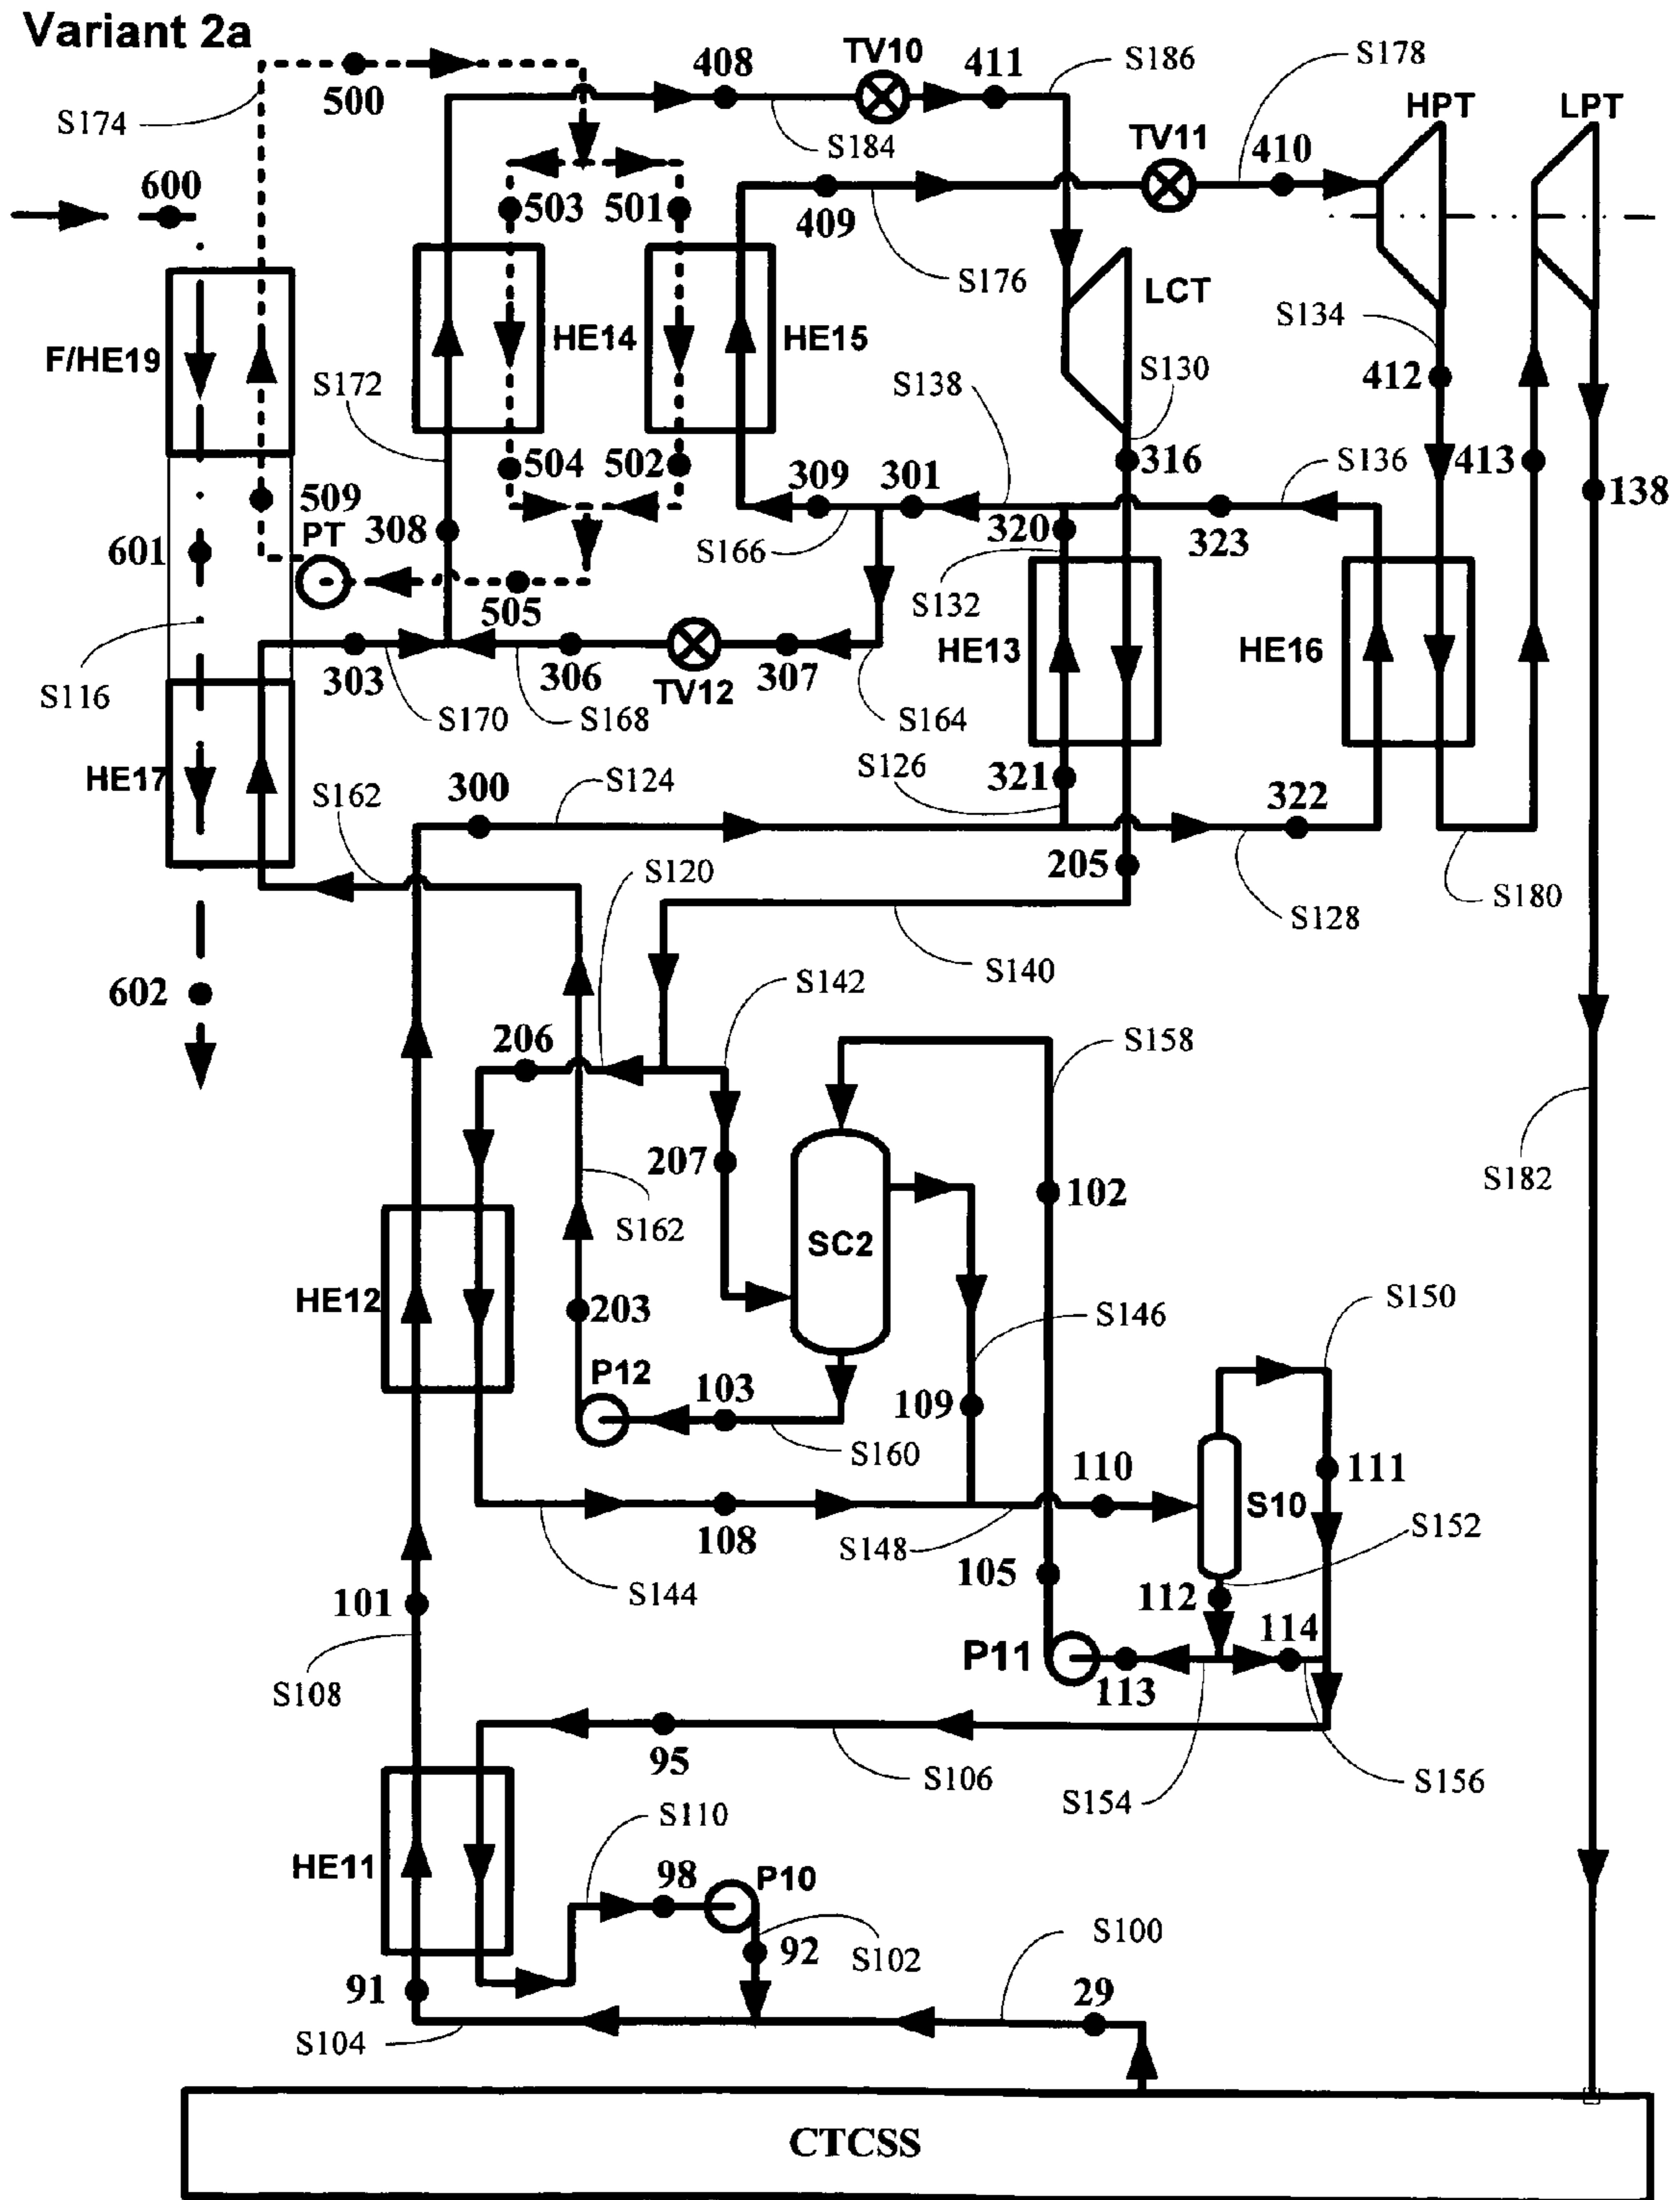 Variant 2a
TV10
408
411
S186
S178
500
HPT
LPT
S174
TV11
S184
410
600
503
501
409
S176
LCT
S134
HE14
HE15
F/HE19
S138
S130
412
S172
504
502
316
S136
413
309
301
138
509
PT
308
320
323
S166
601
505
S132
HE13
HE16
S116
303
306
TV12
307
S170
S168
S164
S126
321
HE17
S162
300
S124
322
205
S120
S180
S128
S140
602
S142
206
S158
207
102
S182
S162
SC2
HE12
203
S150
S146
P12
103
109
S160
110
111
S10
S152
108
S148
105
S144
112
101
114
P11
113
S108
95
S106
S154
S156
S110
HE11
98
P10
92
S102
S100
91
29
S104
CTCSS